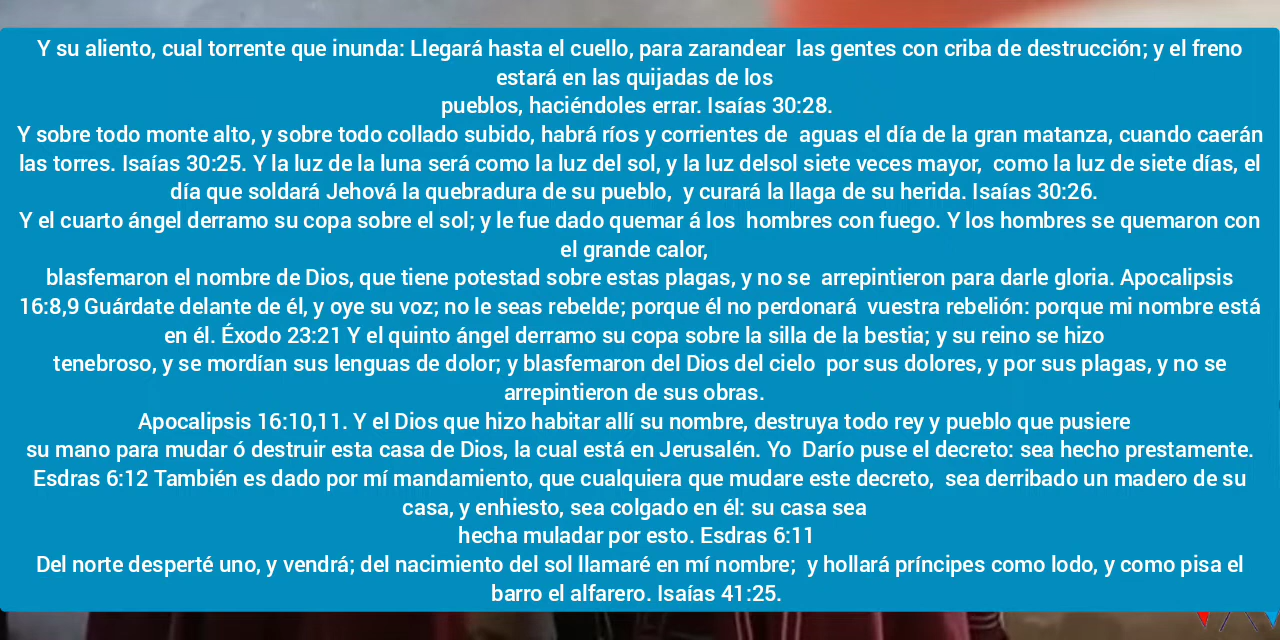 Y su aliento, cual torrente que inunda: Llegará hasta el cuello, para zarandear las gentes con criba de destrucción; y el freno
estará en las quijadas de los
pueblos, haciéndoles errar. Isaías 30:28.
Y sobre todo monte alto, y sobre todo collado subido, habrá ríos y corrientes de aguas el día de la gran matanza, cuando caerán
las torres. Isaías 30:25. Y la luz de la luna será como la luz del sol, y la luz delsol siete veces mayor, como la luz de siete días, el
día que soldará Jehová la quebradura de su pueblo, y curará la llaga de su herida. Isaías 30:26.
Y el cuarto ángel derramo su copa sobre el sol; y le fue dado quemar á los hombres con fuego. Y los hombres se quemaron con
el grande calor,
blasfemaron el nombre de Dios, que tiene potestad sobre estas plagas, y no se arrepintieron para darle gloria. Apocalipsis
16:8,9 Guárdate delante de él, y oye su voz; no le seas rebelde; porque él no perdonará vuestra rebelión: porque mi nombre está
en él. Éxodo 23:21 Y el quinto ángel derramo su copa sobre la silla de la bestia; y su reino se hizo
tenebroso, y se mordían sus lenguas de dolor; y blasfemaron del Dios del cielo por sus dolores, y por sus plagas, y no se
arrepintieron de sus obras.
Apocalipsis 16:10,11. Y el Dios que hizo habitar allí su nombre, destruya todo rey y pueblo que pusiere
su mano para mudar ó destruir esta casa de Dios, la cual está en Jerusalén. Yo Darío puse el decreto: sea hecho prestamente.
Esdras 6:12 También es dado por mí mandamiento, que cualquiera que mudare este decreto, sea derribado un madero de su
casa, y enhiesto, sea colgado en él: su casa sea
hecha muladar por esto. Esdras 6:11
Del norte desperté uno, y vendrá; del nacimiento del sol llamaré en mí nombre; y hollará príncipes como lodo, y como pisa el
barro el alfarero. Isaías 41:25.